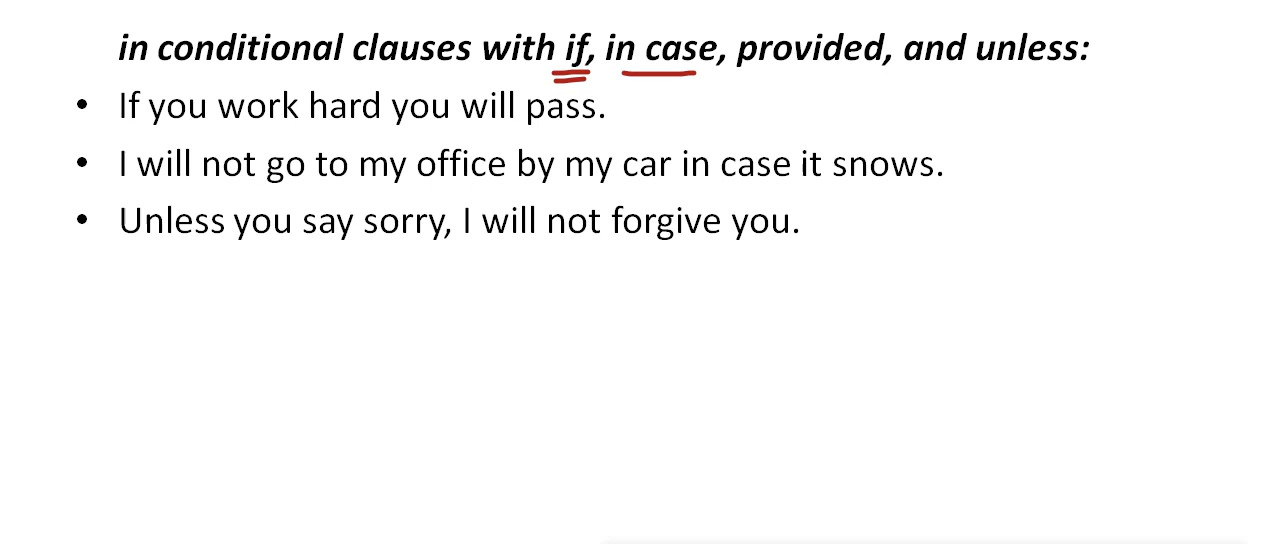 in conditional clauses with if, in case, provided, and unless:
• If you work hard you will pass.
• I will not go to my office by my car in case it snows.
• Unless you say sorry, I will not forgive you.